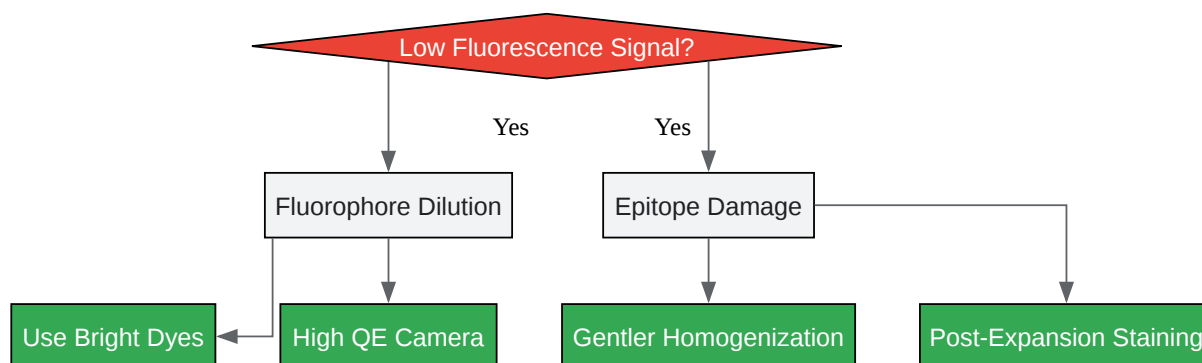 Low Fluorescence Signal?
Yes
Yes
Fluorophore Dilution
Epitope Damage
Use Bright Dyes
High QE Camera
Gentler Homogenization
Post-Expansion Staining